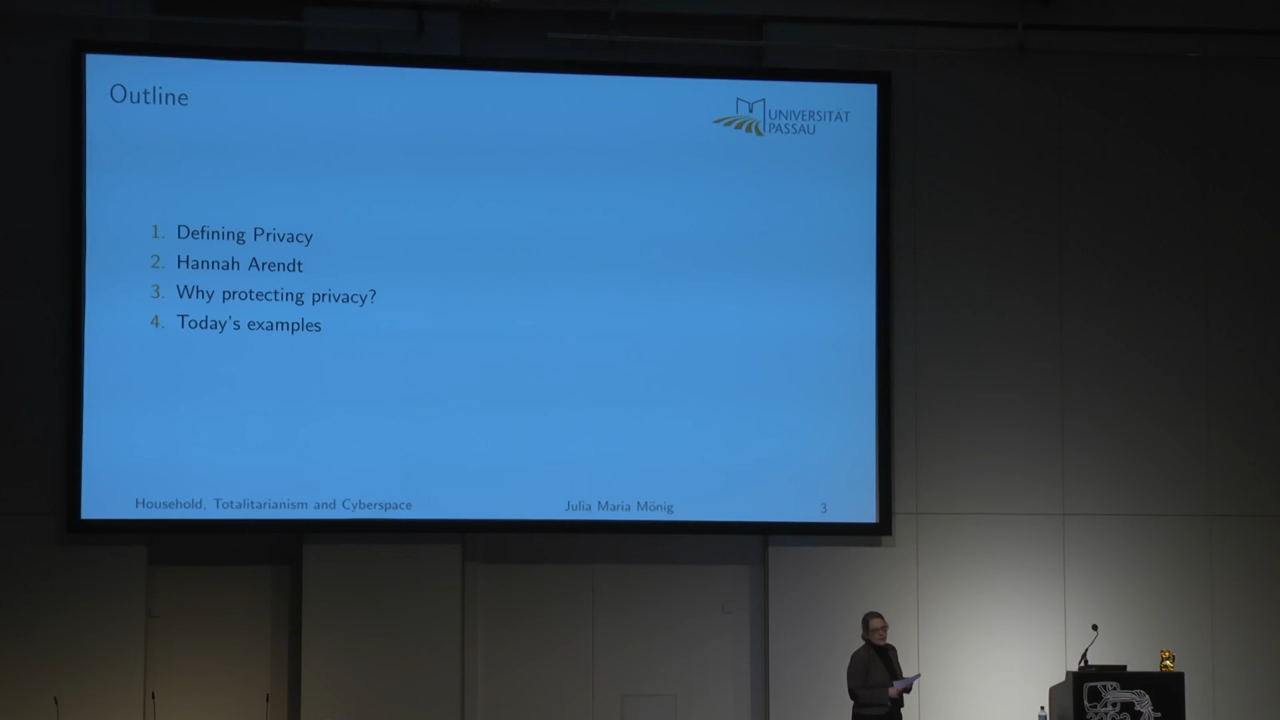 Outline
UNIVERSITÄT
PASSAU
1. Defining Privacy
2. Hannah Arendt
3. Why protecting privacy?
4. Today's examples
Household, Totalitarianism and Cyberspace Julia Maria Mönig 3